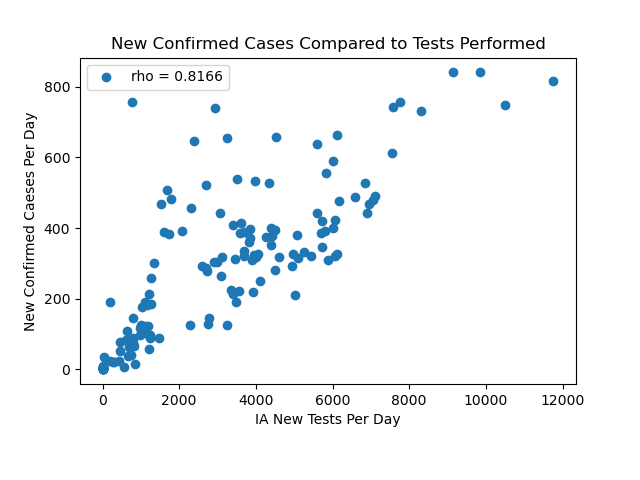 New Confirmed Cases Compared to Tests Performed
rho = 0.8166
New Confirmed Caeses Per Day
800
600
400
200
0
0 2000 4000 6000 8000 10000 12000
IA New Tests Per Day